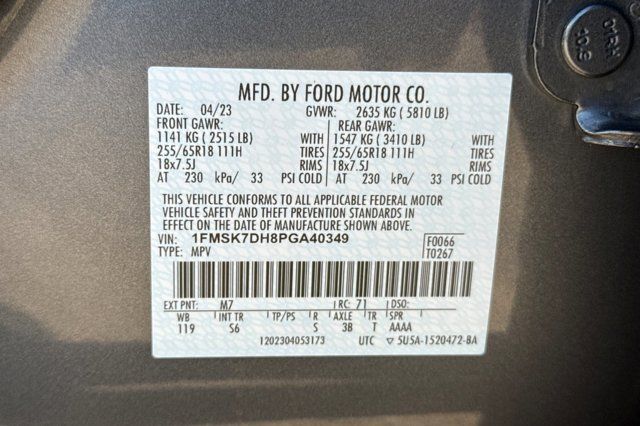 MFD. BY FORD MOTOR CO.
DATE: 04/23 GVWR: 2635 KG ( 5810 LB)
FRONT GAWR: REAR GAWR:
1141 KG ( 2515 LB) WITH 1547 KG ( 3410 LB) WITH
255/65R18 111H TIRES 255/65R18 111H TIRES
18x7.5J RIMS 18x7.5J RIMS
AT 230 kPa/ 33 PSI COLD AT 230 kPa/ 33 PSI COLD
THIS VEHICLE CONFORMS TO ALL APPLICABLE FEDERAL MOTOR
VEHICLE SAFETY AND THEFT PREVENTION STANDARDS IN
EFFECT ON THE DATE OF MANUFACTURE SHOWN ABOVE.
VIN: 1FMSK7DH8PGA40349 F0066
TYPE: MPV T0267
EXT PNT: M7 RC: 71 DSO:
WB INT TR TP/PS R AXLE TR SPR
119 S6 S 3B T AAAA
1202304053173 UTC ▽ 5U5A-1520472-BA